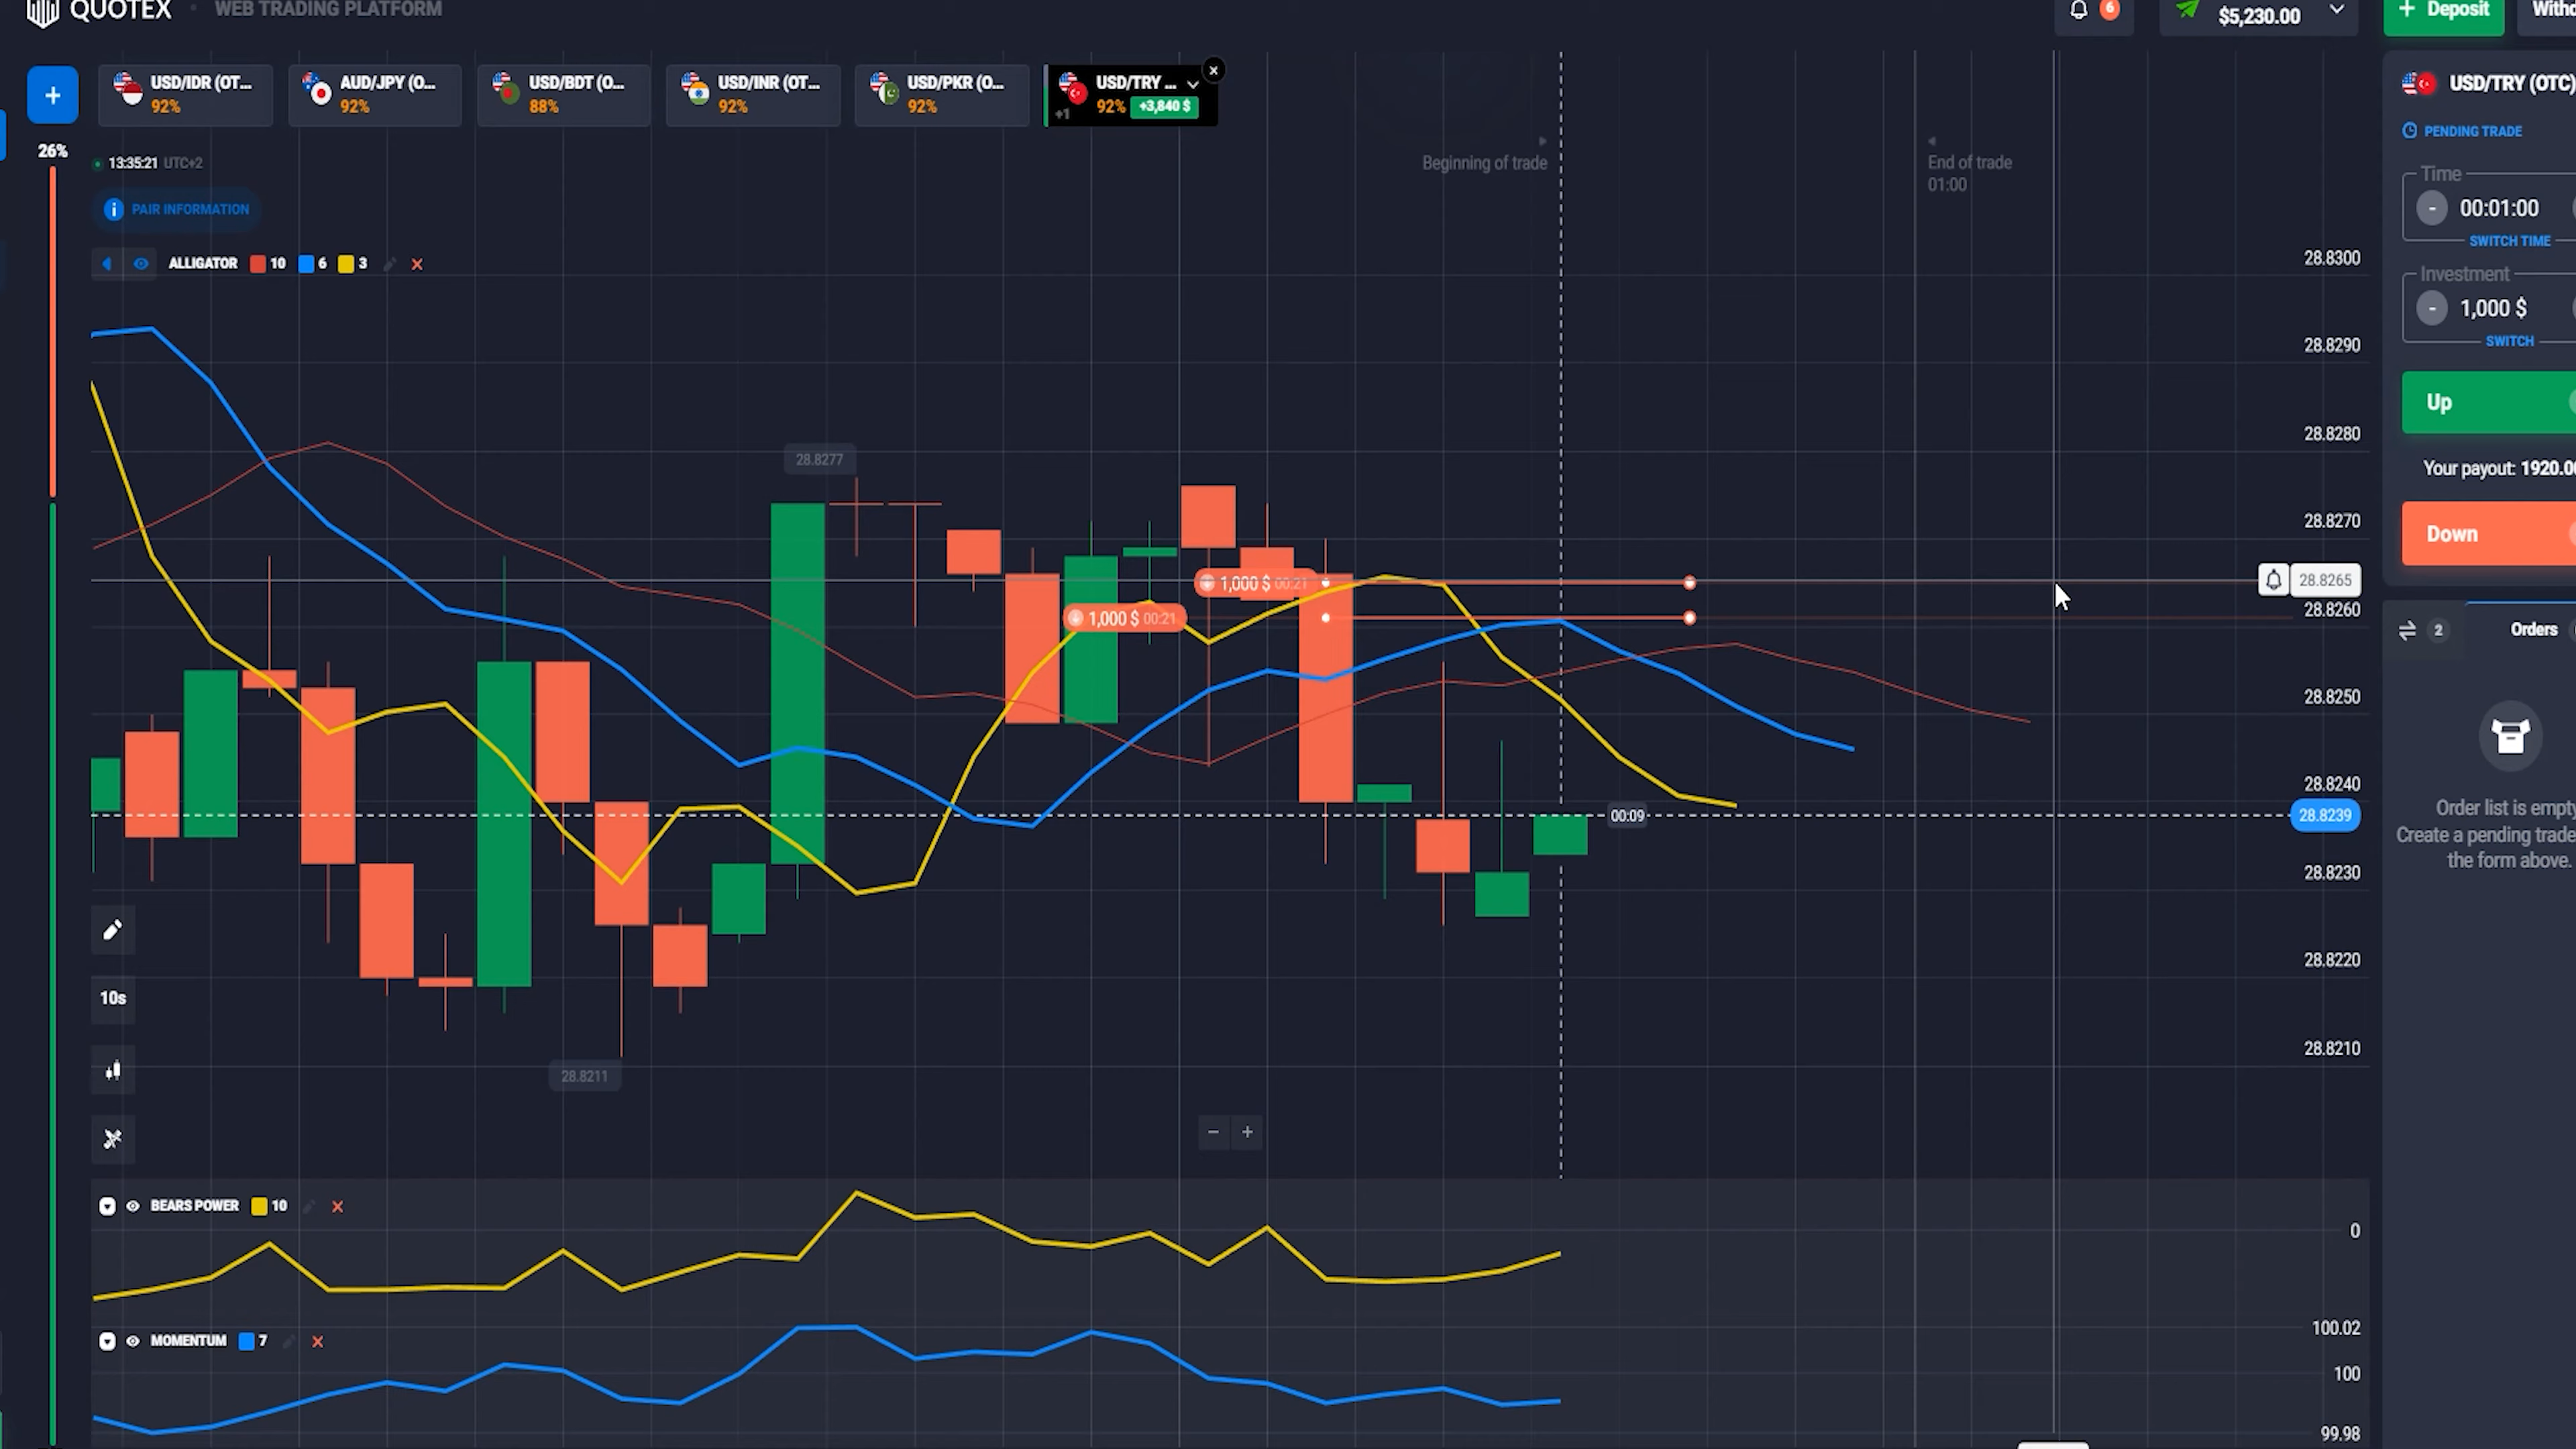 QUOTEX
WEB TRADING PLATFORM
6
$5,230.00
+ Deposit
+
USD/IDR (OT...
92%
AUD/JPY (O...
92%
USD/BDT (O...
88%
USD/INR (OT...
92%
USD/PKR (O...
92%
USD/TRY ...
+1
92%
+3,840 $
26%
13:35:21 UTC+2
PAIR INFORMATION
ALLIGATOR 10 6 3
Beginning of trade
End of trade
01:00
28.8300
28.8290
28.8280
28.8277
28.8270
28.8265
28.8260
1,000 $ 00:21
1,000 $ 00:21
28.8250
28.8240
00:09
28.8239
28.8230
28.8220
28.8211
28.8210
10s
BEARS POWER 10
0
MOMENTUM 7
100.02
100
99.98
USD/TRY (OTC)
PENDING TRADE
Time
- 00:01:00
SWITCH TIME
Investment
- 1,000 $
SWITCH
Up
Your payout: 1920.0
Down
2
Orders
Order list is empty
Create a pending trade
the form above.